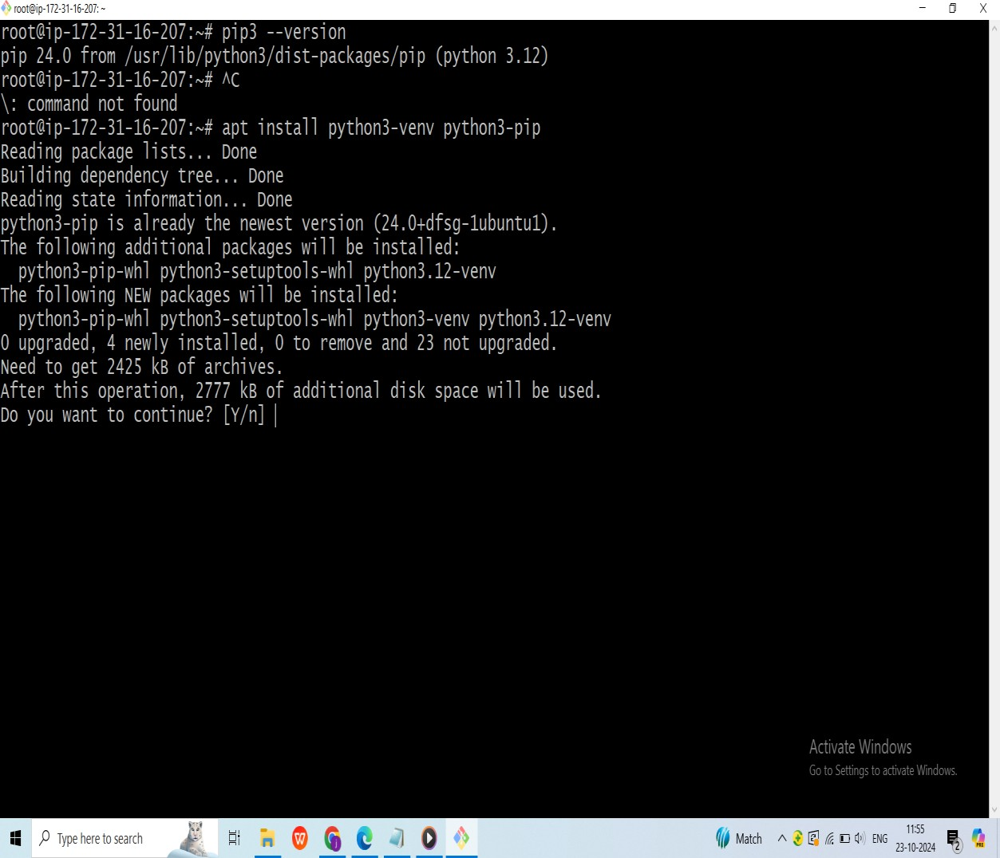 root@ip-172-31-16-207: ~
root@ip-172-31-16-207:~# pip3 --version
pip 24.0 from /usr/lib/python3/dist-packages/pip (python 3.12)
root@ip-172-31-16-207:~# ^C
\: command not found
root@ip-172-31-16-207:~# apt install python3-venv python3-pip
Reading package lists... Done
Building dependency tree... Done
Reading state information... Done
python3-pip is already the newest version (24.0+dfsg-1ubuntu1).
The following additional packages will be installed:
  python3-pip-whl python3-setuptools-whl python3.12-venv
The following NEW packages will be installed:
  python3-pip-whl python3-setuptools-whl python3-venv python3.12-venv
0 upgraded, 4 newly installed, 0 to remove and 23 not upgraded.
Need to get 2425 kB of archives.
After this operation, 2777 kB of additional disk space will be used.
Do you want to continue? [Y/n]
Activate Windows
Go to Settings to activate Windows.
Type here to search
Match
ENG
11:55
23-10-2024
2
PRE